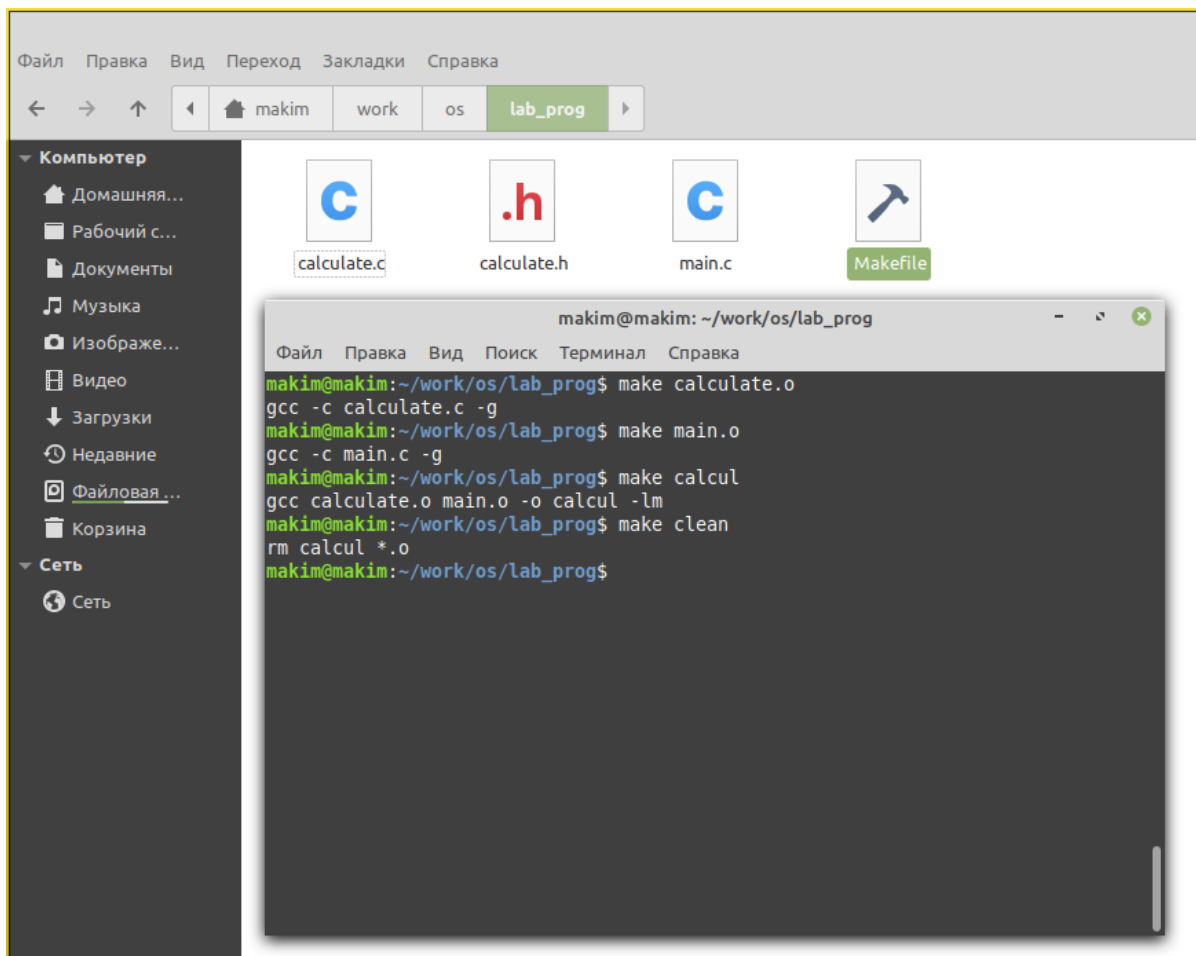 Файл Правка Вид Переход Закладки Справка
makim work os lab_prog
Компьютер
Домашняя...
Рабочий с...
Документы
Музыка
Изображе...
Видео
Загрузки
Недавние
Файловая ...
Корзина
Сеть
Сеть
C .h C
calculate.c calculate.h main.c Makefile
makim@makim: ~/work/os/lab_prog
Файл Правка Вид Поиск Терминал Справка
makim@makim:~/work/os/lab_prog$ make calculate.o
gcc -c calculate.c -g
makim@makim:~/work/os/lab_prog$ make main.o
gcc -c main.c -g
makim@makim:~/work/os/lab_prog$ make calcul
gcc calculate.o main.o -o calcul -lm
makim@makim:~/work/os/lab_prog$ make clean
rm calcul *.o
makim@makim:~/work/os/lab_prog$